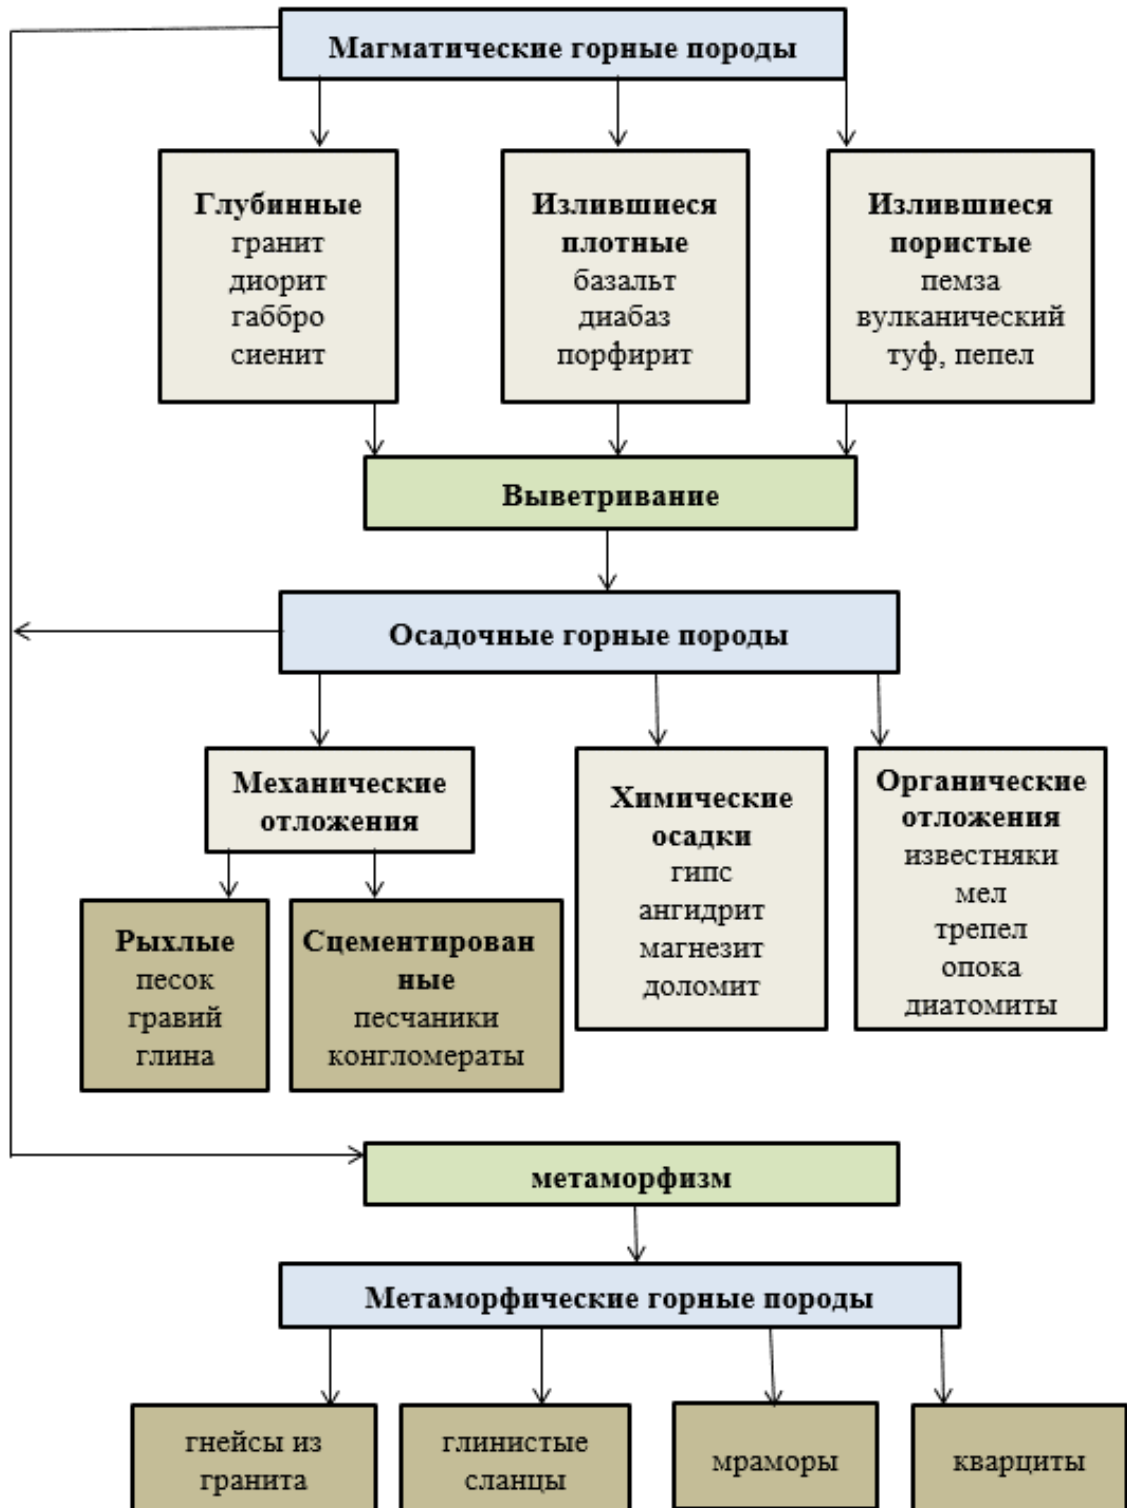 Магматические горные породы
Глубинные
гранит
диорит
габбро
сиенит
Излившиеся
плотные
базальт
диабаз
порфирит
Излившиеся
пористые
пемза
вулканический
туф, пепел
Выветривание
Осадочные горные породы
Механические
отложения
Рыхлые
песок
гравий
глина
Сцементирован
ные
песчаники
конгломераты
Химические
осадки
гипс
ангидрит
магнезит
доломит
Органические
отложения
известняки
мел
трепел
опока
диатомиты
метаморфизм
Метаморфические горные породы
гнейсы из
гранита
глинистые
сланцы
мраморы
кварциты